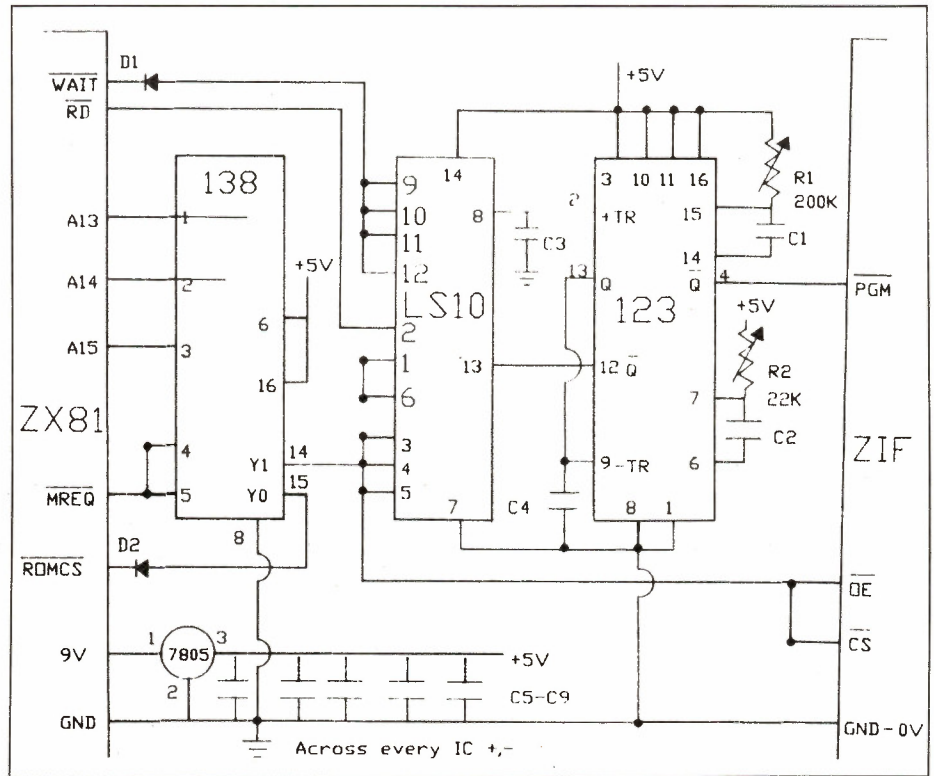 ZX81
WAIT
RD
A13
A14
A15
MREQ
ROMCS
9V
GND
D1
D2
138
1
2
3
4
5
6
16
+5V
Y1
14
Y0
15
8
LS10
9
10
11
12
2
1
6
3
4
5
14
8
13
7
C3
C4
123
+5V
3
10
11
16
2
+TR
15
14
13
Q
Q
4
12
Q
7
9
-TR
6
8
1
R1
200K
C1
+5V
R2
22K
C2
ZIF
PGM
OE
CS
GND-0V
1
7805
3
2
+5V
C5-C9
Across every IC +,-